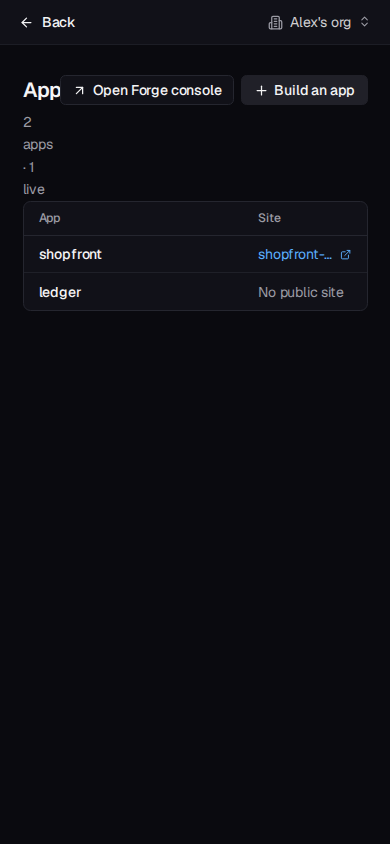 Back
Alex's org
App
Open Forge console
Build an app
2
apps
· 1
live
App
Site
shopfront
shopfront-...
ledger
No public site